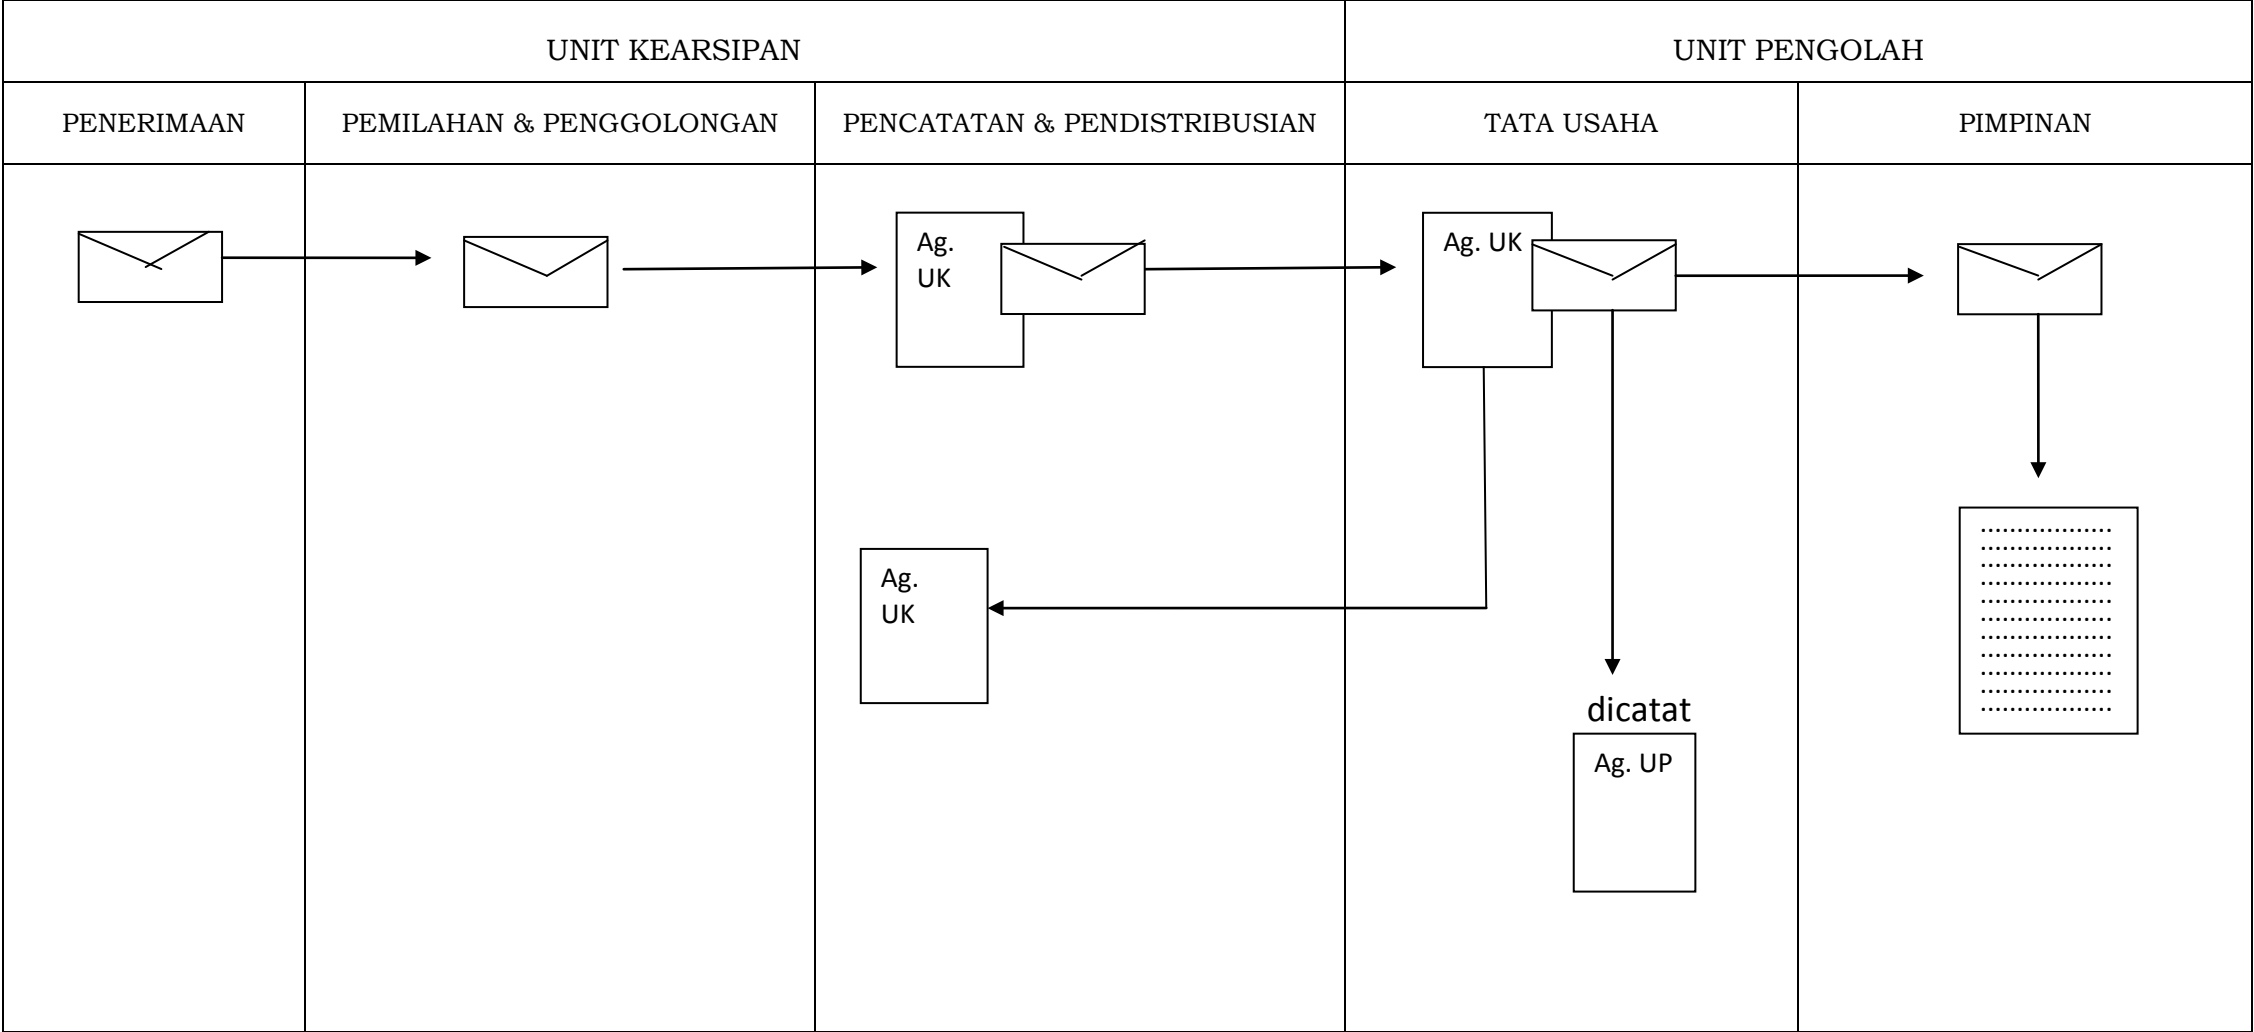 UNIT KEARSIPAN
UNIT PENGOLAH
PENERIMAAN
PEMILAHAN & PENGGOLONGAN
PENCATATAN & PENDISTRIBUSIAN
TATA USAHA
PIMPINAN
Ag.
UK
Ag. UK
Ag.
UK
dicatat
Ag. UP
..................
..................
..................
..................
..................
..................
..................
..................
..................
..................
..................